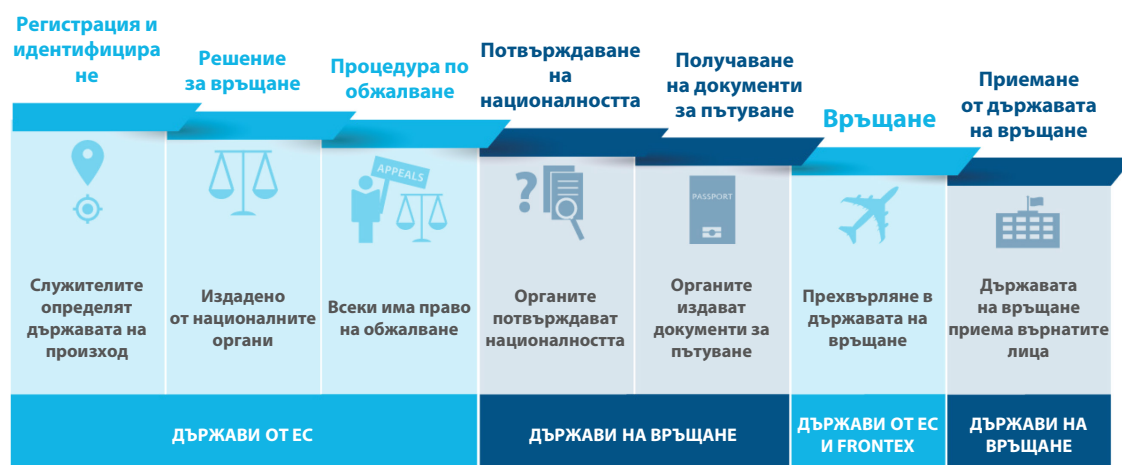 Регистрация и
идентифицира
не
Решение
за връщане
Процедура по
обжалване
Потвърждаване
на
националността
Получаване
на документи
за пътуване
Връщане
Приемане
от държавата
на връщане
APPEALS
?
PASSPORT
Служителите
определят
държавата на
произход
Издадено
от националните
органи
Всеки има право
на обжалване
Органите
потвърждават
националността
Органите
издават
документи за
пътуване
Прехвърляне в
държавата на
връщане
Държавата
на връщане
приема върнатите
лица
ДЪРЖАВИ ОТ ЕС
ДЪРЖАВИ НА ВРЪЩАНЕ
ДЪРЖАВИ ОТ ЕС
И FRONTEX
ДЪРЖАВИ НА
ВРЪЩАНЕ